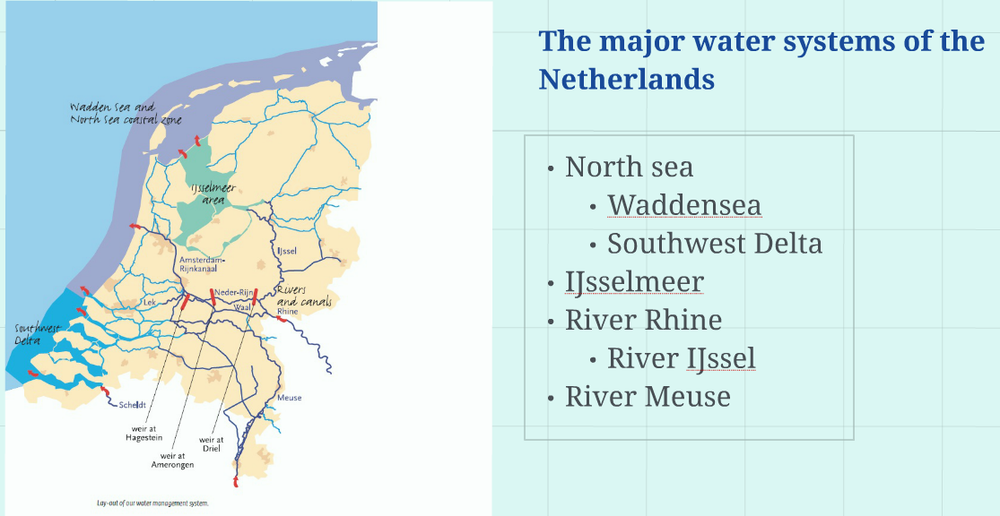 The major water systems of the
Netherlands
Wadden Sea and
North Sea coastal zone
IJsselmeer
area
Amsterdam-
Rijnkanaal
IJssel
Neder-Rijn
Rivers
and canals
Lek
Waal
Rhine
Southwest
Delta
Scheldt
Meuse
weir at
Hagestein
weir at
Amerongen
weir at
Driel
Lay-out of our water management system.
• North sea
• Waddensea
• Southwest Delta
• IJsselmeer
• River Rhine
• River IJssel
• River Meuse